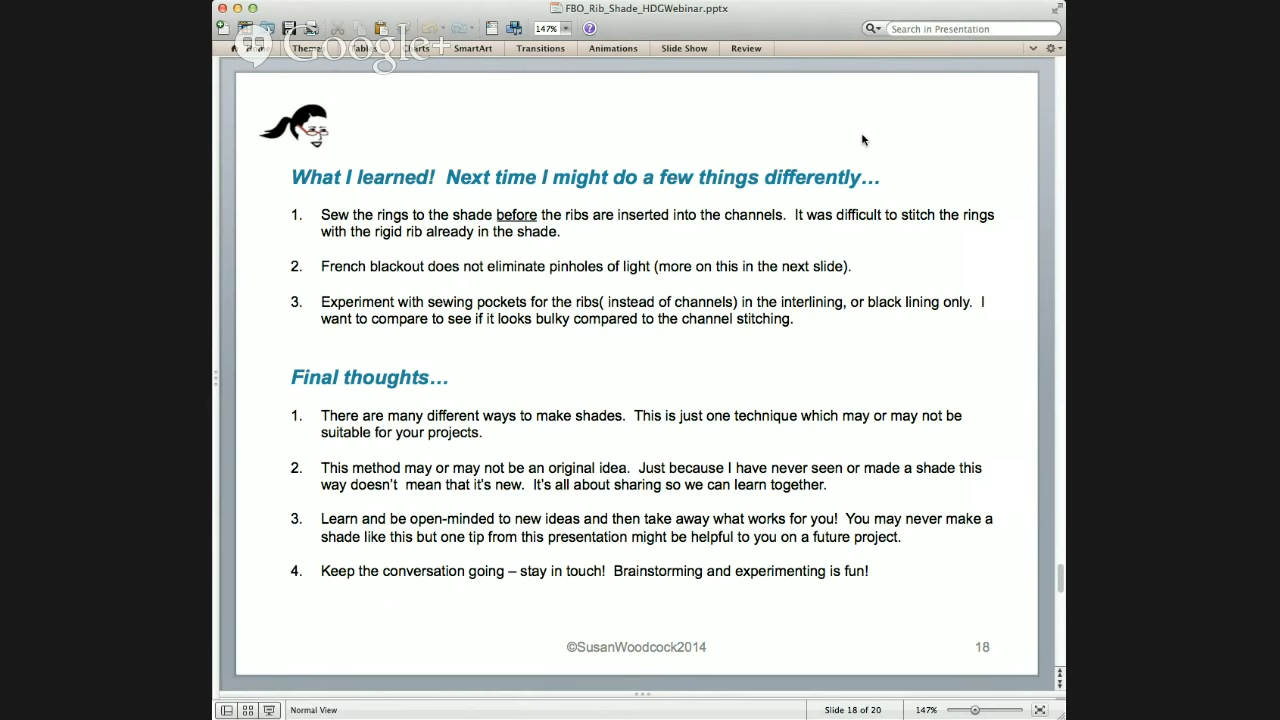 FBO_Rib_Shade_HDGWebinar.pptx
147%
Search in Presentation
Google+
Home Themes Tables Charts SmartArt Transitions Animations Slide Show Review
What I learned!  Next time I might do a few things differently…
1. Sew the rings to the shade before the ribs are inserted into the channels.  It was difficult to stitch the rings
with the rigid rib already in the shade.
2. French blackout does not eliminate pinholes of light (more on this in the next slide).
3. Experiment with sewing pockets for the ribs( instead of channels) in the interlining, or black lining only.  I
want to compare to see if it looks bulky compared to the channel stitching.
Final thoughts…
1. There are many different ways to make shades.  This is just one technique which may or may not be
suitable for your projects.
2. This method may or may not be an original idea.  Just because I have never seen or made a shade this
way doesn’t  mean that it’s new.  It’s all about sharing so we can learn together.
3. Learn and be open-minded to new ideas and then take away what works for you!  You may never make a
shade like this but one tip from this presentation might be helpful to you on a future project.
4. Keep the conversation going – stay in touch!  Brainstorming and experimenting is fun!
©SusanWoodcock2014
18
Normal View
Slide 18 of 20
147%